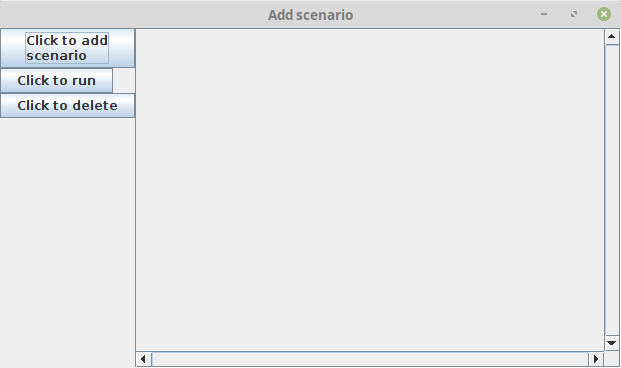 Add scenario
Click to add
scenario
Click to run
Click to delete